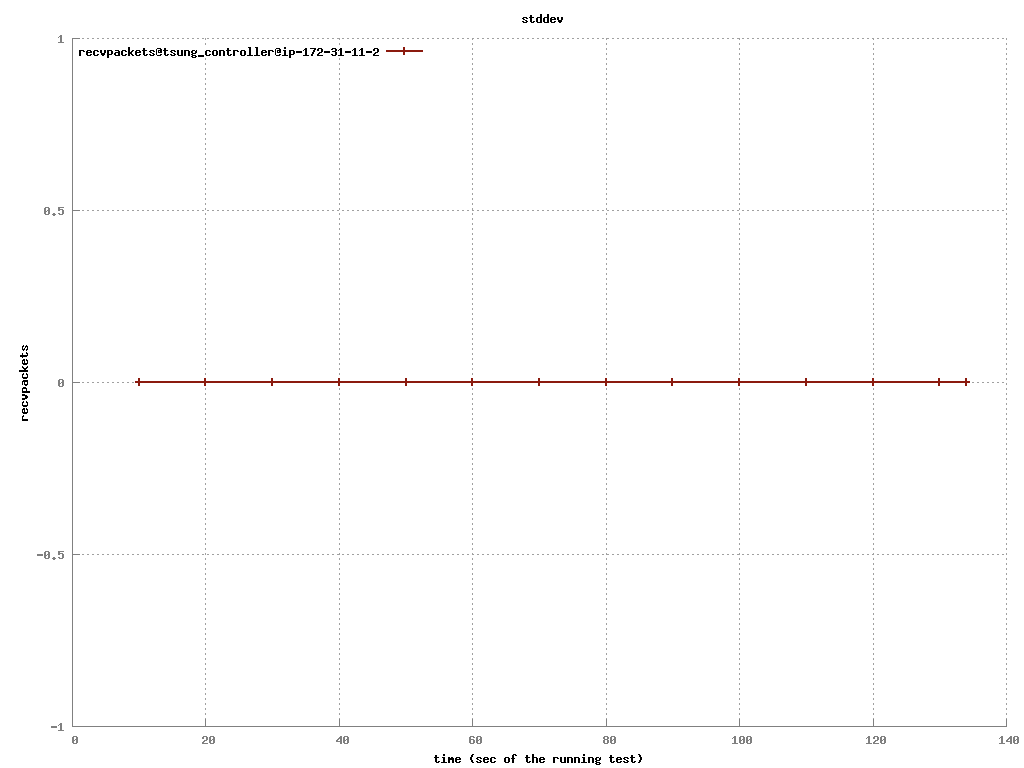 stddev
1
recvpackets@tsung_controller@ip-172-31-11-2
0.5
recvpackets
0
-0.5
-1
0 20 40 60 80 100 120 140
time (sec of the running test)